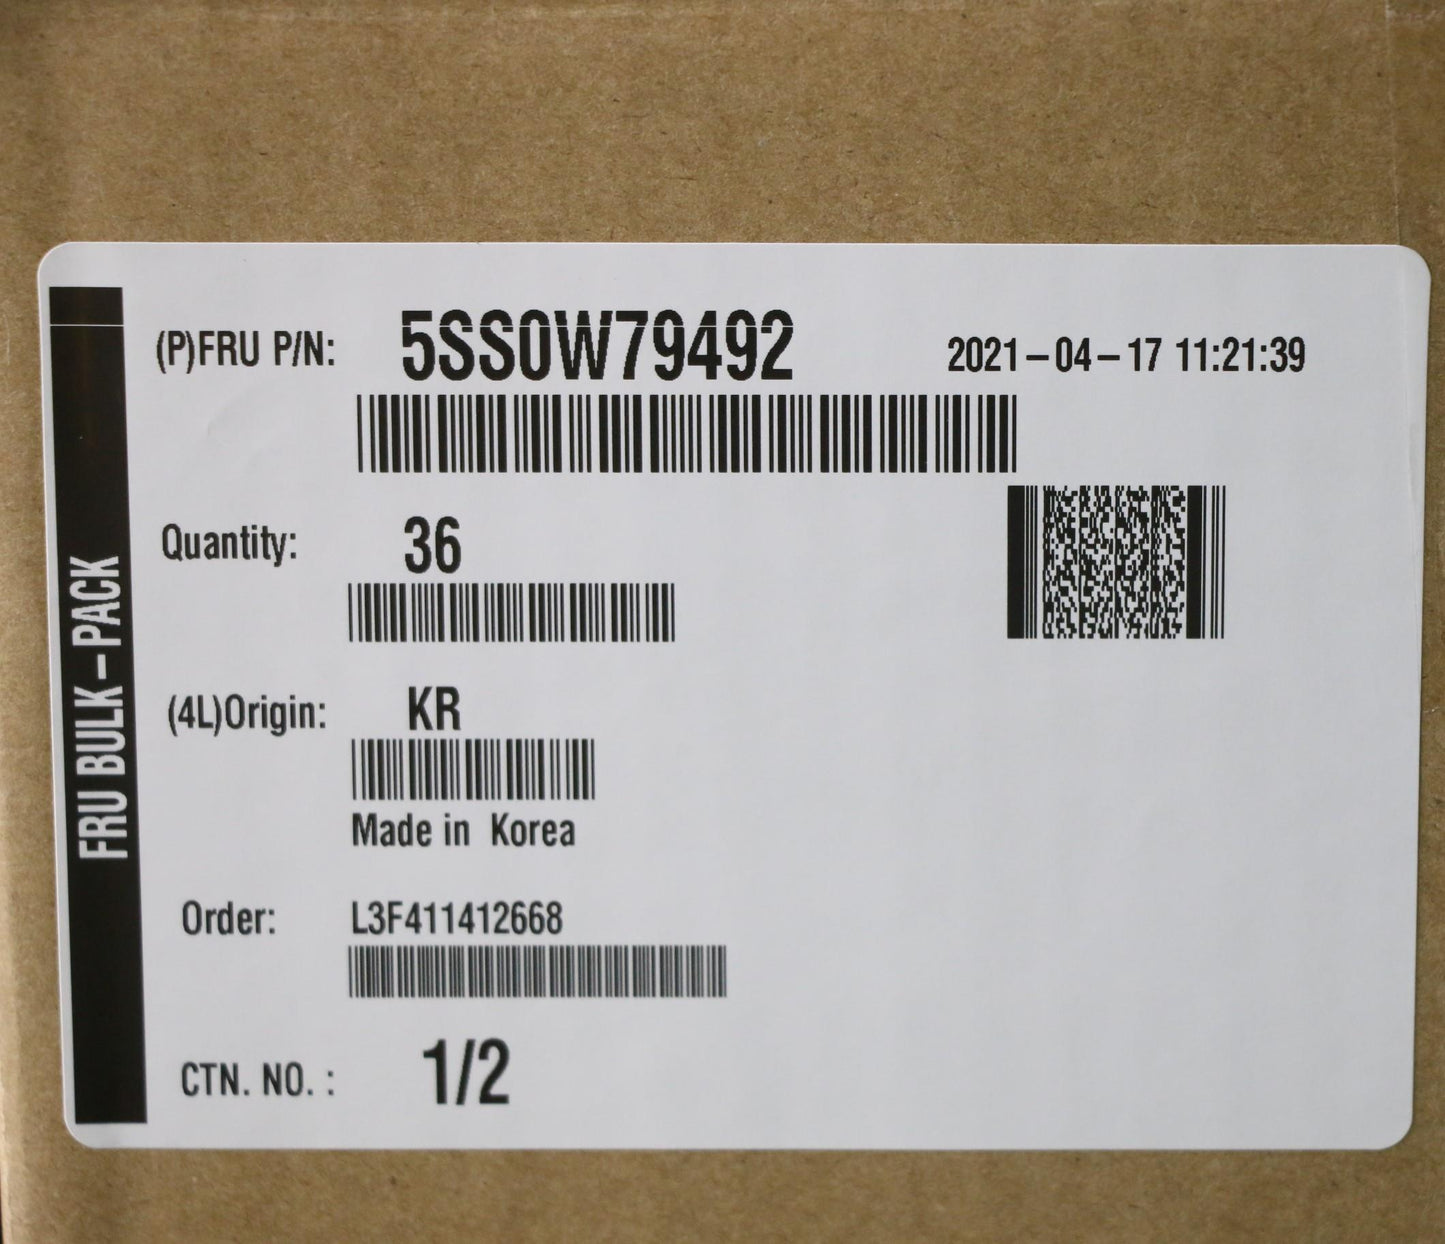 FRU BULK-PACK
(P)FRU P/N: 5SS0W79492 2021-04-17 11:21:39
Quantity: 36
(4L)Origin: KR
Made in Korea
Order: L3F411412668
CTN. NO. : 1/2